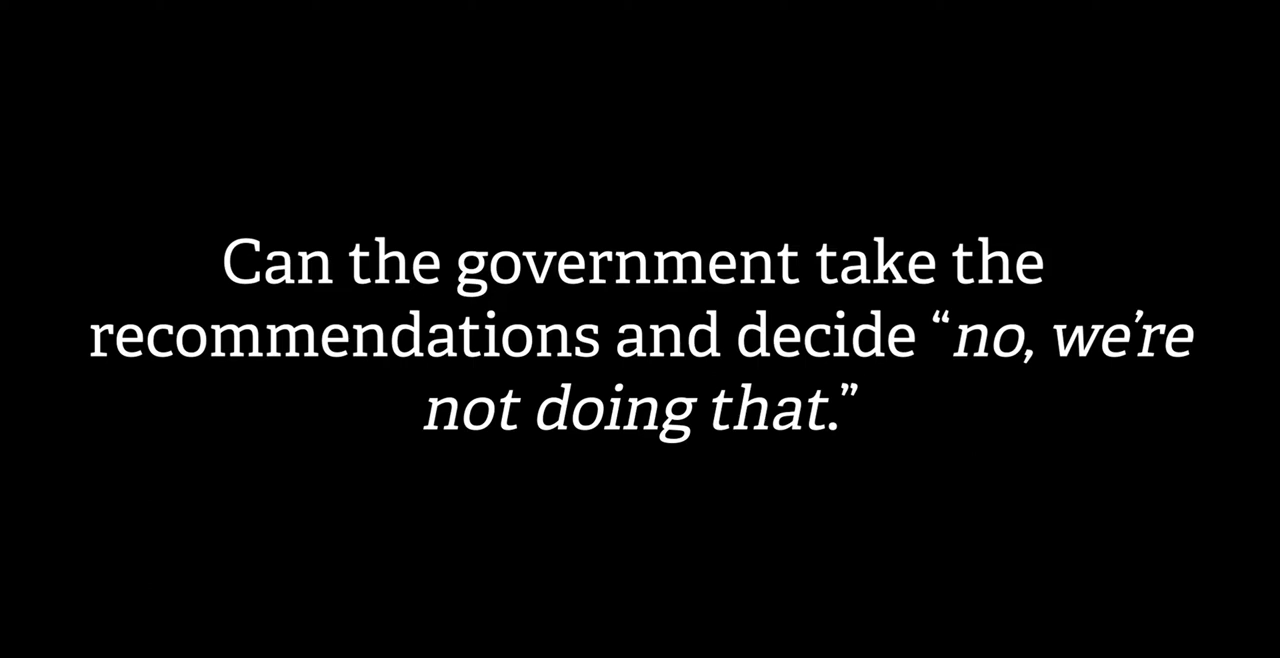 Can the government take the
recommendations and decide “no, we’re
not doing that.”